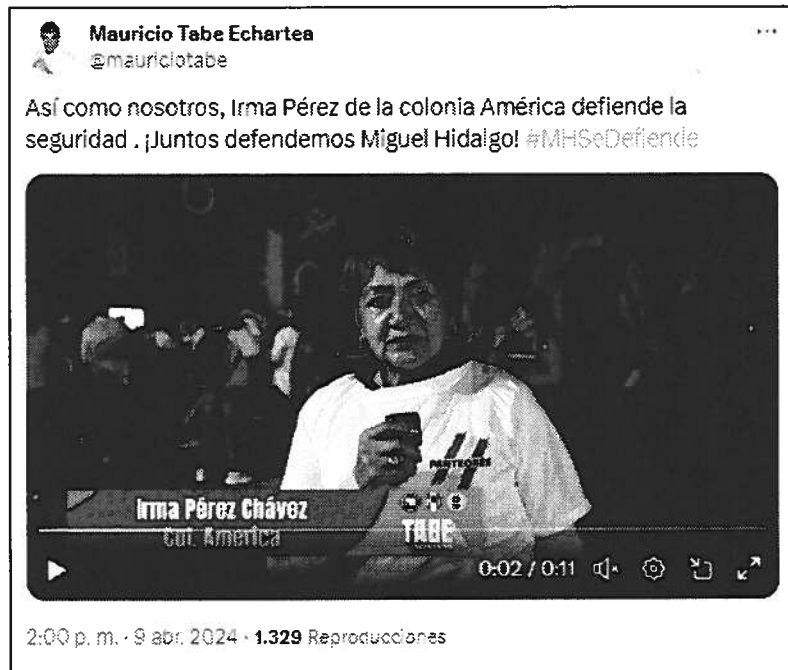 Mauricio Tabe Echartea
@mauriciotabe
Así como nosotros, Irma Pérez de la colonia América defiende la
seguridad . ¡Juntos defendemos Miguel Hidalgo! #MHSeDefiende
PANTEONES
Irma Pérez Chávez
Col. América
TABE
0:02 / 0:11
2:00 p. m. · 9 abr. 2024 · 1.329 Reproducciones